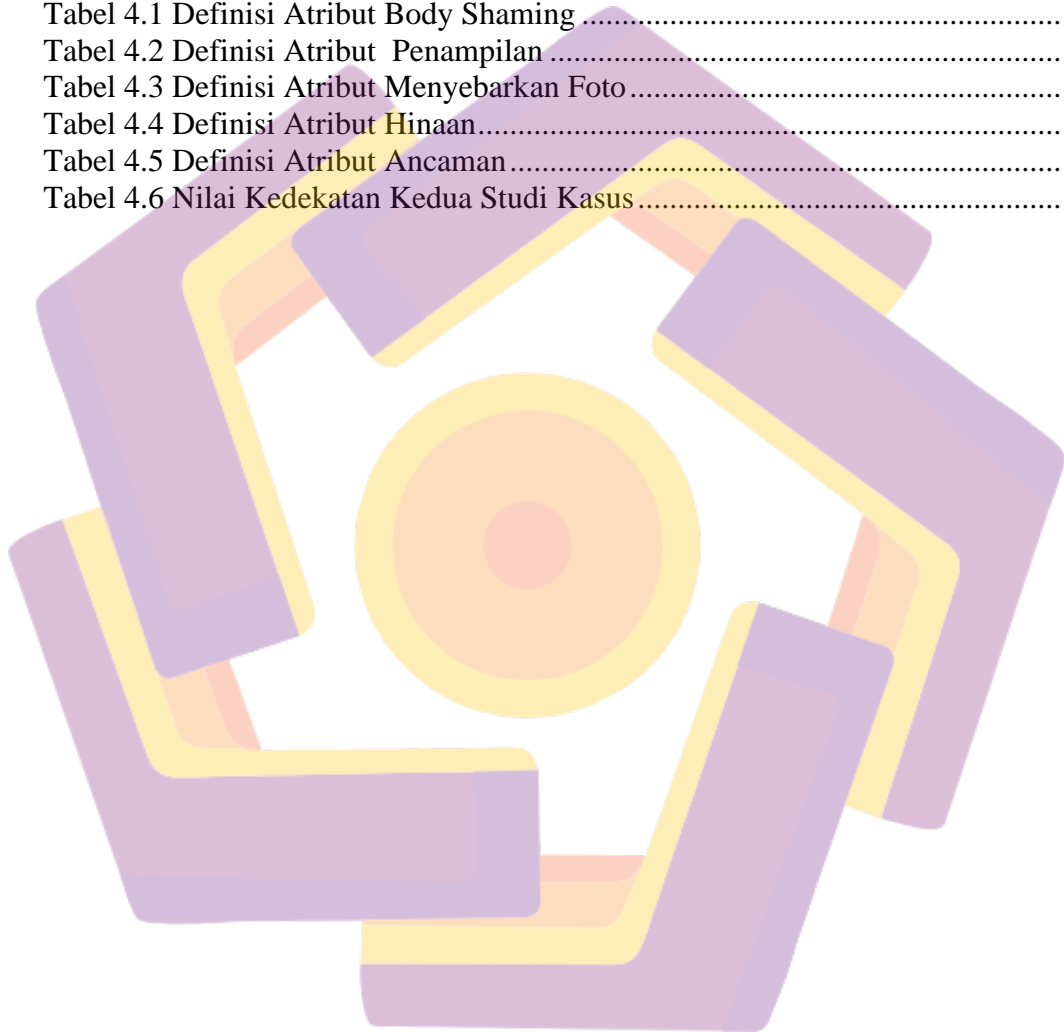 Tabel 4.1 Definisi Atribut Body Shaming ................................................................
Tabel 4.2 Definisi Atribut  Penampilan ....................................................................
Tabel 4.3 Definisi Atribut Menyebarkan Foto .........................................................
Tabel 4.4 Definisi Atribut Hinaan.............................................................................
Tabel 4.5 Definisi Atribut Ancaman.........................................................................
Tabel 4.6 Nilai Kedekatan Kedua Studi Kasus ........................................................